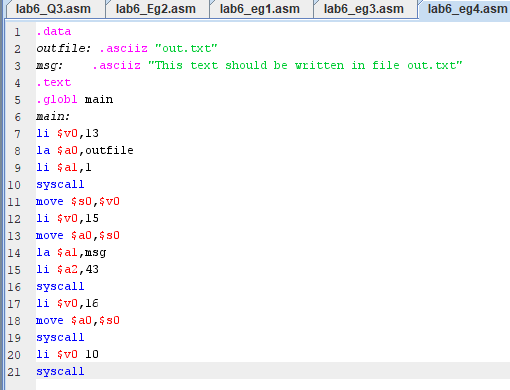 lab6_Q3.asm lab6_Eg2.asm lab6_eg1.asm lab6_eg3.asm lab6_eg4.asm
1 .data
2 outfile: .asciiz "out.txt"
3 msg: .asciiz "This text should be written in file out.txt"
4 .text
5 .globl main
6 main:
7 li $v0,13
8 la $a0,outfile
9 li $a1,1
10 syscall
11 move $s0,$v0
12 li $v0,15
13 move $a0,$s0
14 la $a1,msg
15 li $a2,43
16 syscall
17 li $v0,16
18 move $a0,$s0
19 syscall
20 li $v0 10
21 syscall